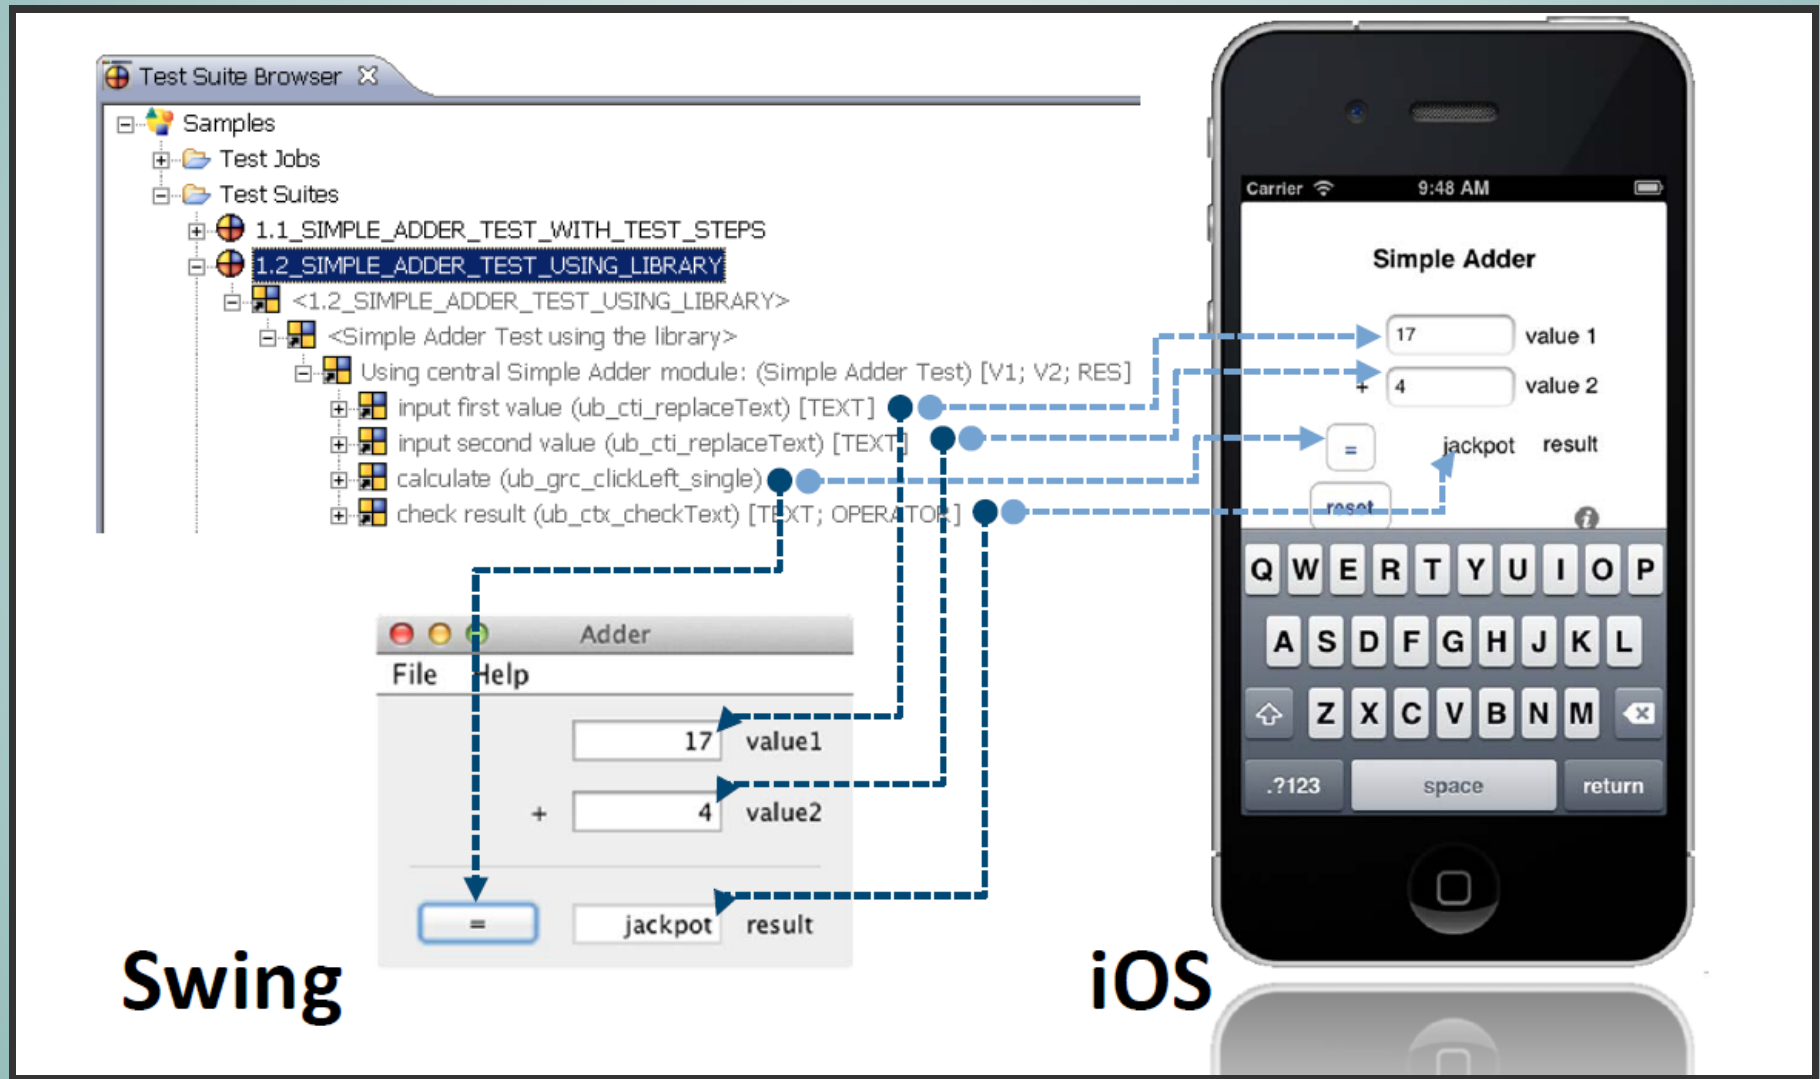 Test Suite Browser
Samples
Test Jobs
Test Suites
1.1_SIMPLE_ADDER_TEST_WITH_TEST_STEPS
1.2_SIMPLE_ADDER_TEST_USING_LIBRARY
<1.2_SIMPLE_ADDER_TEST_USING_LIBRARY>
<Simple Adder Test using the library>
Using central Simple Adder module: (Simple Adder Test) [V1; V2; RES]
input first value (ub_cti_replaceText) [TEXT]
input second value (ub_cti_replaceText) [TEXT]
calculate (ub_grc_clickLeft_single)
check result (ub_ctx_checkText) [TEXT; OPERATOR]
Adder
File Help
17 value1
+ 4 value2
= jackpot result
Swing
Carrier 9:48 AM
Simple Adder
17 value 1
+ 4 value 2
= jackpot result
reset
Q W E R T Y U I O P
A S D F G H J K L
Z X C V B N M
.?123 space return
iOS